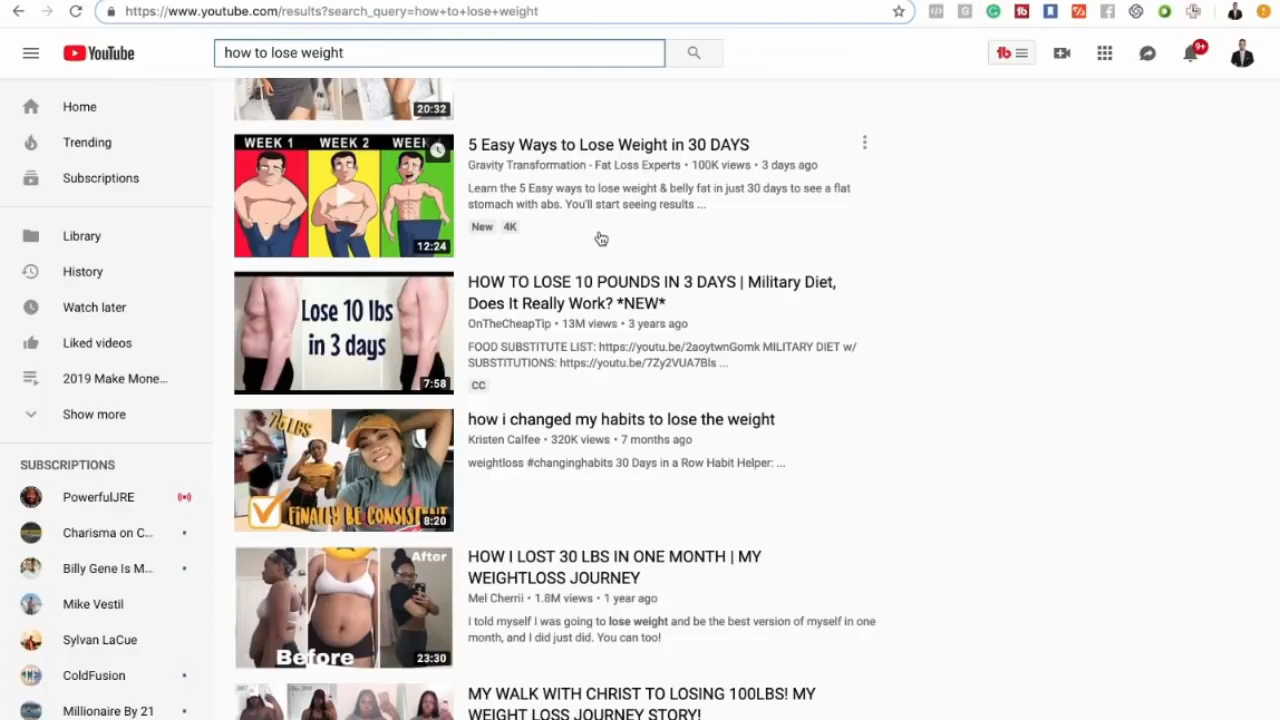 https://www.youtube.com/results?search_query=how+to+lose+weight
YouTube
how to lose weight
tb
9+
Home
Trending
Subscriptions
Library
History
Watch later
Liked videos
2019 Make Mone...
Show more
SUBSCRIPTIONS
PowerfulJRE
Charisma on C...
Billy Gene Is M...
Mike Vestil
Sylvan LaCue
ColdFusion
Millionaire By 21
20:32
WEEK 1 WEEK 2 WEEK
12:24
5 Easy Ways to Lose Weight in 30 DAYS
Gravity Transformation - Fat Loss Experts • 100K views • 3 days ago
Learn the 5 Easy ways to lose weight & belly fat in just 30 days to see a flat
stomach with abs. You'll start seeing results ...
New 4K
Lose 10 lbs
in 3 days
7:58
HOW TO LOSE 10 POUNDS IN 3 DAYS | Military Diet,
Does It Really Work? *NEW*
OnTheCheapTip • 13M views • 3 years ago
FOOD SUBSTITUTE LIST: https://youtu.be/2aoytwnGomk MILITARY DIET w/
SUBSTITUTIONS: https://youtu.be/7Zy2VUA7Bls ...
CC
75 LBS
FINALLY BE CONSISTENT
8:20
how i changed my habits to lose the weight
Kristen Calfee • 320K views • 7 months ago
weightloss #changinghabits 30 Days in a Row Habit Helper: ...
After
Before
23:30
HOW I LOST 30 LBS IN ONE MONTH | MY
WEIGHTLOSS JOURNEY
Mel Cherrii • 1.8M views • 1 year ago
I told myself I was going to lose weight and be the best version of myself in one
month, and I did just did. You can too!
MY WALK WITH CHRIST TO LOSING 100LBS! MY
WEIGHT LOSS JOURNEY STORY!